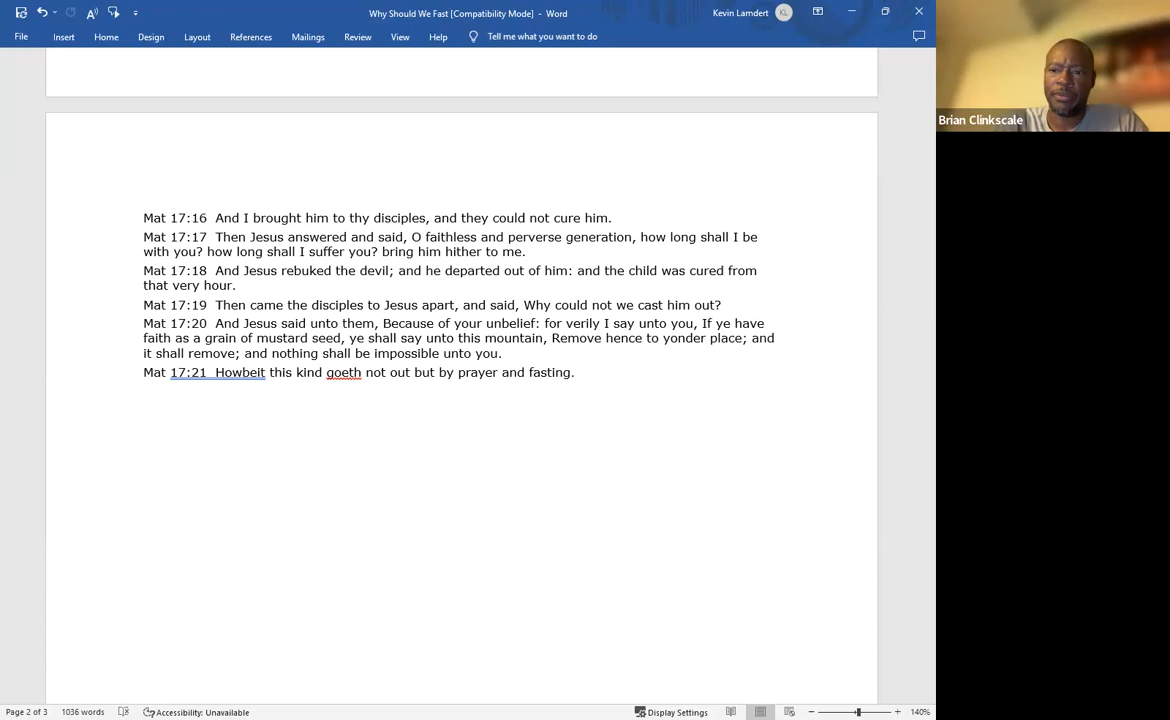 Why Should We Fast [Compatibility Mode] - Word
Kevin Lamdert
KL
File Insert Home Design Layout References Mailings Review View Help Tell me what you want to do
Brian Clinkscale
Mat 17:16 And I brought him to thy disciples, and they could not cure him.
Mat 17:17 Then Jesus answered and said, O faithless and perverse generation, how long shall I be
with you? how long shall I suffer you? bring him hither to me.
Mat 17:18 And Jesus rebuked the devil; and he departed out of him: and the child was cured from
that very hour.
Mat 17:19 Then came the disciples to Jesus apart, and said, Why could not we cast him out?
Mat 17:20 And Jesus said unto them, Because of your unbelief: for verily I say unto you, If ye have
faith as a grain of mustard seed, ye shall say unto this mountain, Remove hence to yonder place; and
it shall remove; and nothing shall be impossible unto you.
Mat 17:21 Howbeit this kind goeth not out but by prayer and fasting.
Page 2 of 3 1036 words Accessibility: Unavailable Display Settings 140%